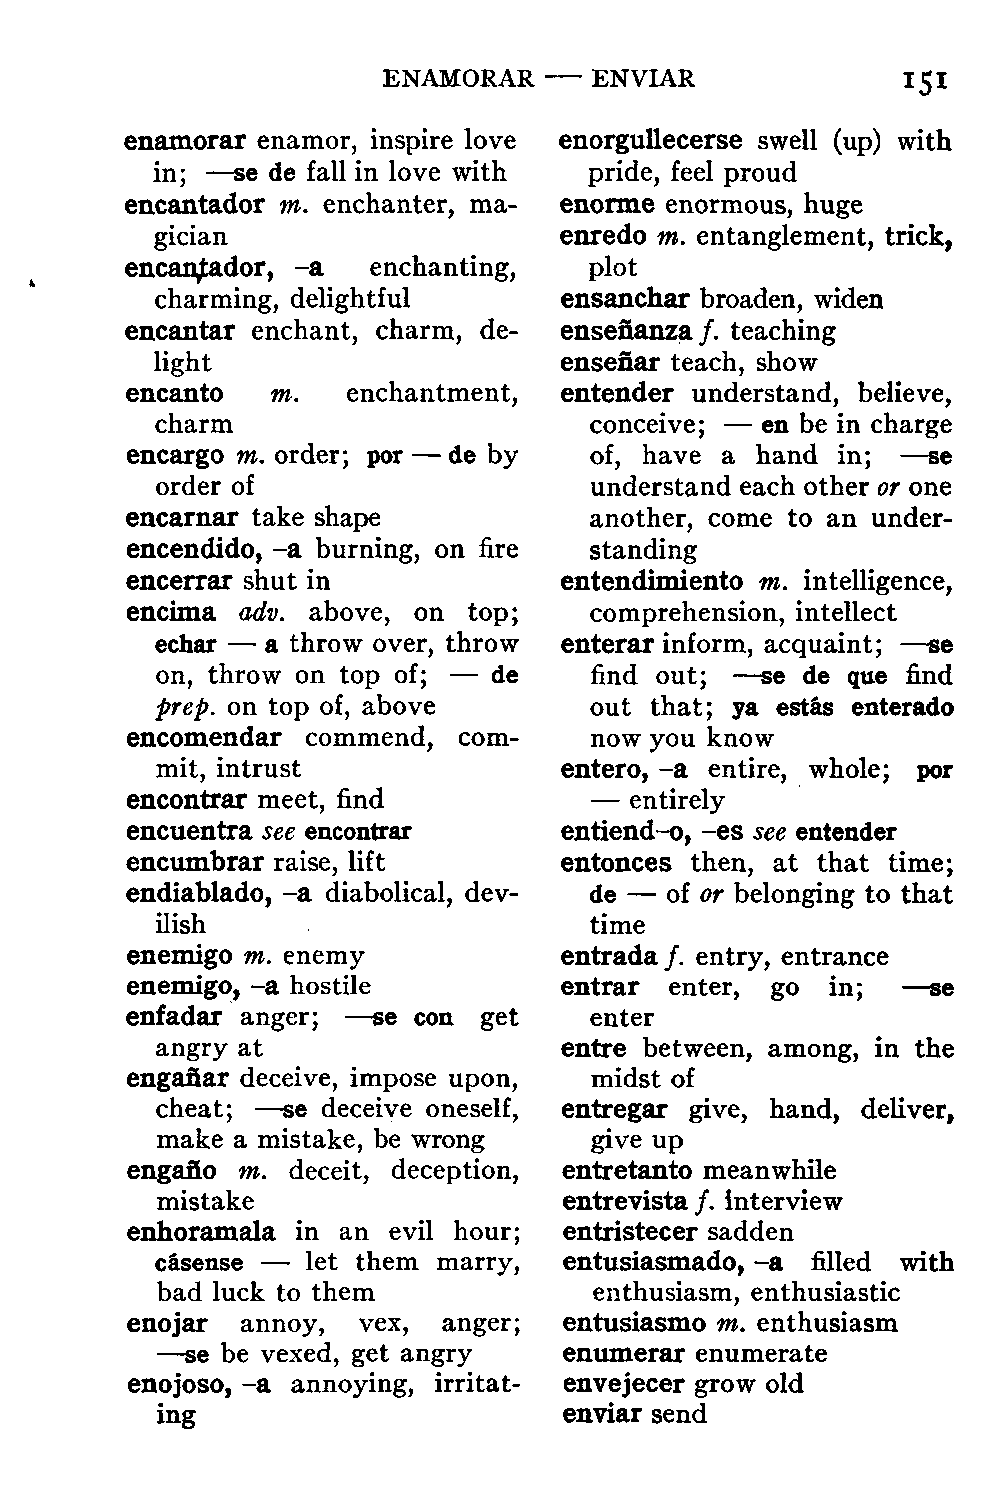 ENAMORAR — ENVIAR 151
enamorar enamor, inspire love
in; —se de fall in love with
encantador m. enchanter, ma-
gician
encantador, –a enchanting,
charming, delightful
encantar enchant, charm, de-
light
encanto m. enchantment,
charm
encargo m. order; por — de by
order of
encarnar take shape
encendido, –a burning, on fire
encerrar shut in
encima adv. above, on top;
echar — a throw over, throw
on, throw on top of; — de
prep. on top of, above
encomendar commend, com-
mit, intrust
encontrar meet, find
encuentra see encontrar
encumbrar raise, lift
endiablado, –a diabolical, dev-
ilish
enemigo m. enemy
enemigo, –a hostile
enfadar anger; —se con get
angry at
engañar deceive, impose upon,
cheat; —se deceive oneself,
make a mistake, be wrong
engaño m. deceit, deception,
mistake
enhoramala in an evil hour;
cásense — let them marry,
bad luck to them
enojar annoy, vex, anger;
—se be vexed, get angry
enojoso, –a annoying, irritat-
ing
enorgullecerse swell (up) with
pride, feel proud
enorme enormous, huge
enredo m. entanglement, trick,
plot
ensanchar broaden, widen
enseñanza f. teaching
enseñar teach, show
entender understand, believe,
conceive; — en be in charge
of, have a hand in; —se
understand each other or one
another, come to an under-
standing
entendimiento m. intelligence,
comprehension, intellect
enterar inform, acquaint; —se
find out; —se de que find
out that; ya estás enterado
now you know
entero, –a entire, whole; por
— entirely
entiend–o, –es see entender
entonces then, at that time;
de — of or belonging to that
time
entrada f. entry, entrance
entrar enter, go in; —se
enter
entre between, among, in the
midst of
entregar give, hand, deliver,
give up
entretanto meanwhile
entrevista f. interview
entristecer sadden
entusiasmado, –a filled with
enthusiasm, enthusiastic
entusiasmo m. enthusiasm
enumerar enumerate
envejecer grow old
enviar send